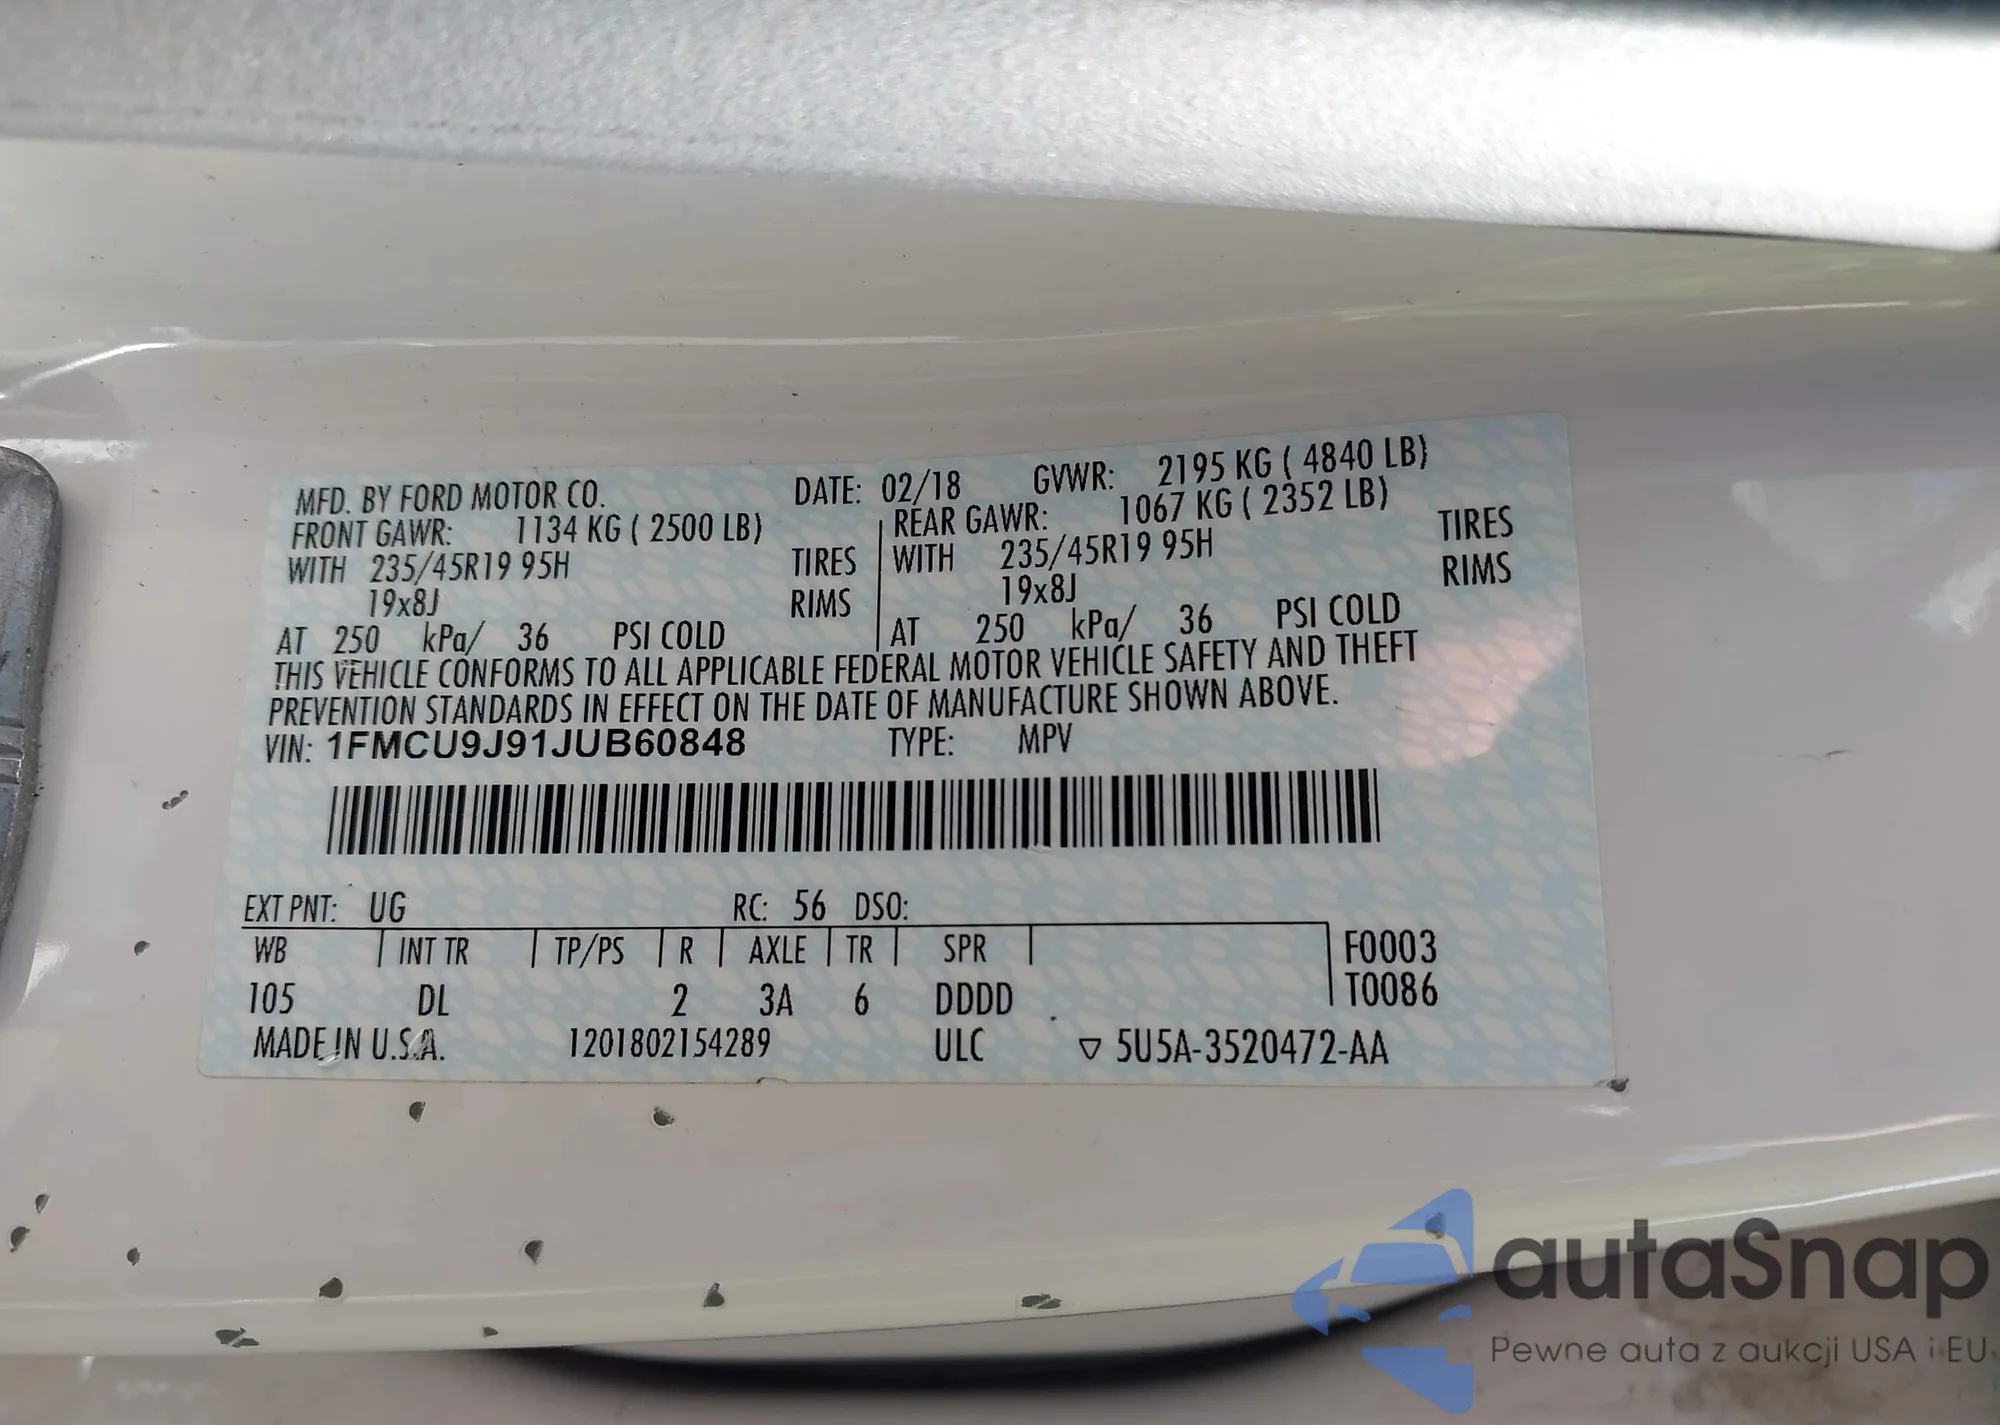 MFD. BY FORD MOTOR CO. DATE: 02/18 GVWR: 2195 KG ( 4840 LB)
FRONT GAWR: 1134 KG ( 2500 LB) REAR GAWR: 1067 KG ( 2352 LB)
WITH 235/45R19 95H TIRES WITH 235/45R19 95H TIRES
19x8J RIMS 19x8J RIMS
AT 250 kPa/ 36 PSI COLD AT 250 kPa/ 36 PSI COLD
THIS VEHICLE CONFORMS TO ALL APPLICABLE FEDERAL MOTOR VEHICLE SAFETY AND THEFT
PREVENTION STANDARDS IN EFFECT ON THE DATE OF MANUFACTURE SHOWN ABOVE.
VIN: 1FMCU9J91JUB60848 TYPE: MPV
EXT PNT: UG RC: 56 DSO:
WB INT TR TP/PS R AXLE TR SPR F0003
105 DL 2 3A 6 DDDD T0086
MADE IN U.S.A. 1201802154289 ULC ▽ 5U5A-3520472-AA
autaSnap
Pewne auta z aukcji USA i EU